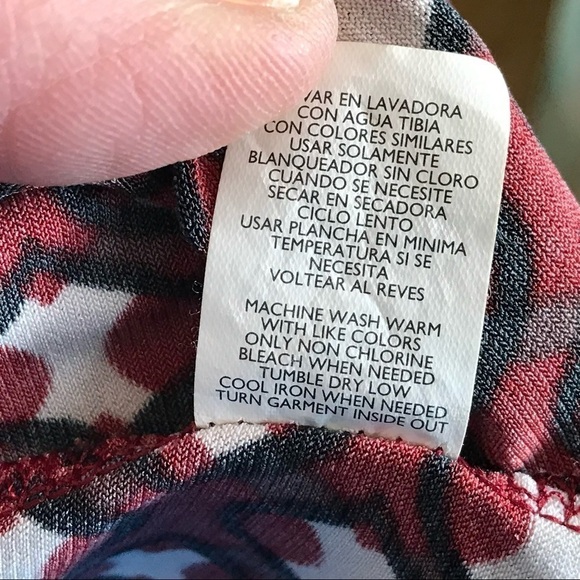 EN LAVADORA
CON AGUA TIBIA
CON COLORES SIMILARES
USAR SOLAMENTE
BLANQUEADOR SIN CLORO
CUANDO SE NECESITE
SECAR EN SECADORA
CICLO LENTO
USAR PLANCHA EN MINIMA
TEMPERATURA SI SE
NECESITA
VOLTEAR AL REVES
MACHINE WASH WARM
WITH LIKE COLORS
ONLY NON CHLORINE
BLEACH WHEN NEEDED
TUMBLE DRY LOW
COOL IRON WHEN NEEDED
TURN GARMENT INSIDE OUT